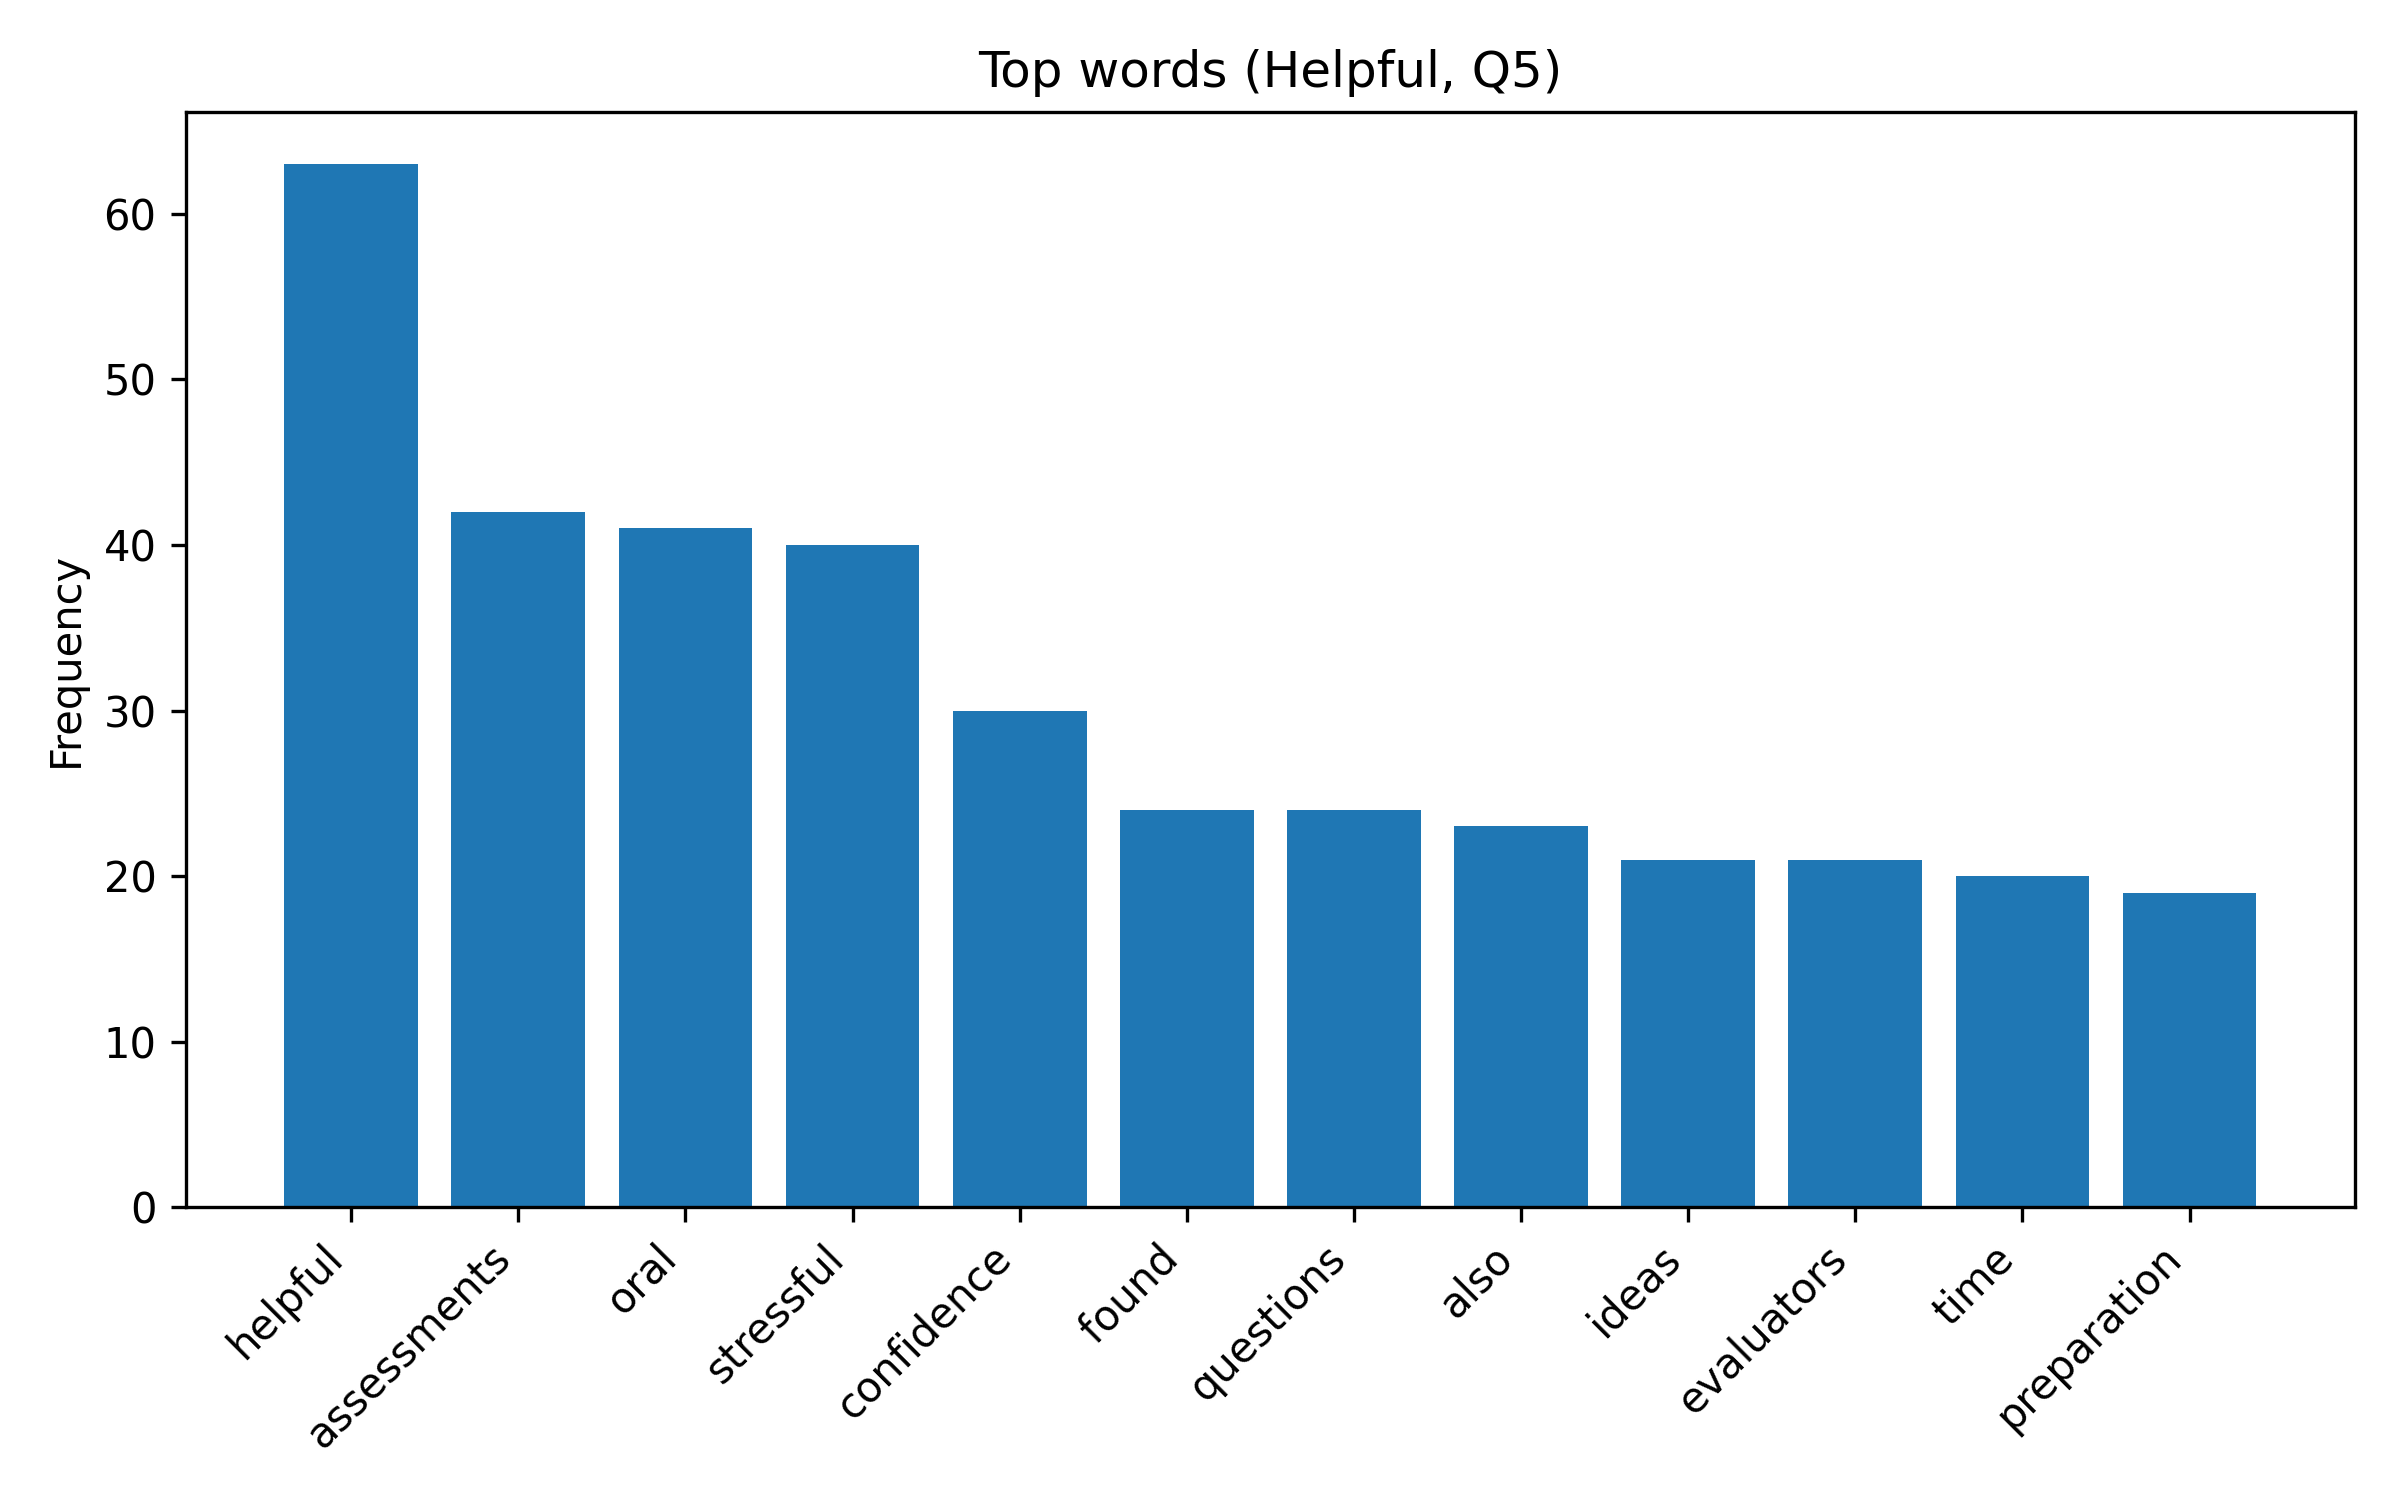 Top words (Helpful, Q5)
Frequency
60
50
40
30
20
10
0
helpful
assessments
oral
stressful
confidence
found
questions
also
ideas
evaluators
time
preparation